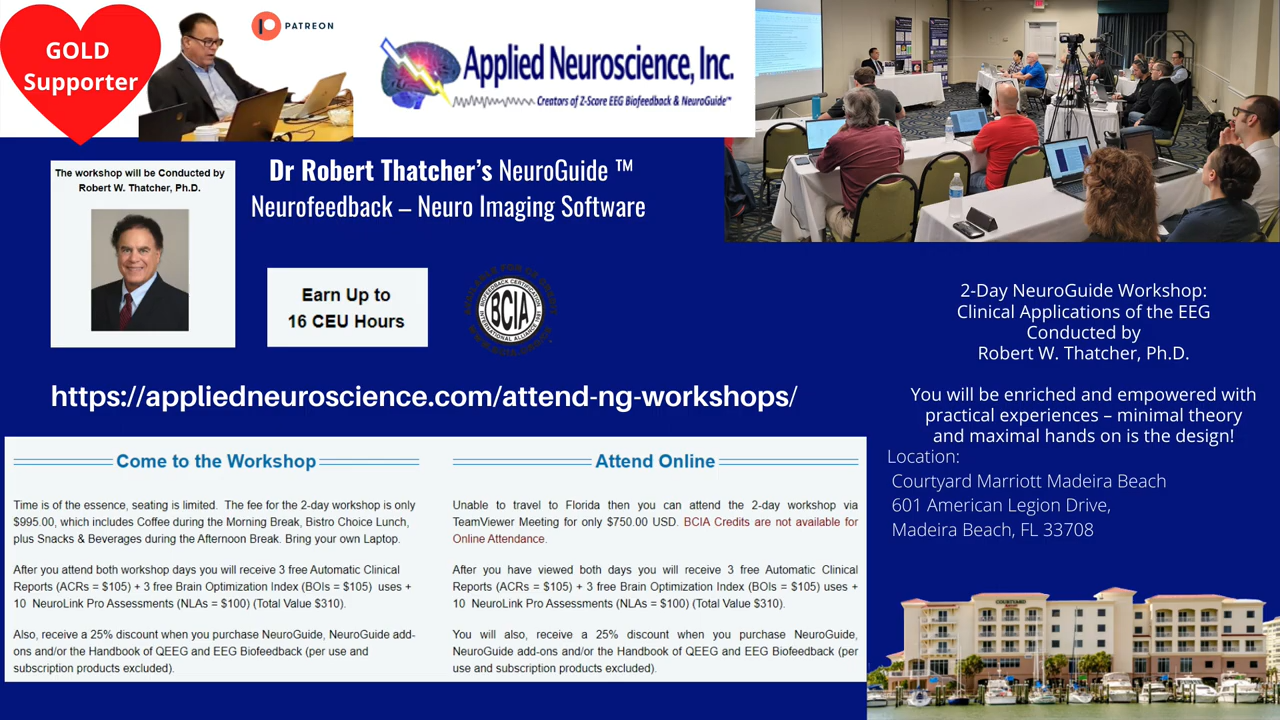 GOLD
Supporter
PATREON
Applied Neuroscience, Inc.
Creators of Z-Score EEG Biofeedback & NeuroGuide™
The workshop will be Conducted by
Robert W. Thatcher, Ph.D.
Dr Robert Thatcher's NeuroGuide ™
Neurofeedback – Neuro Imaging Software
Earn Up to
16 CEU Hours
BIOFEEDBACK CERTIFICATION
BCIA
INTERNATIONAL ALLIANCE
https://appliedneuroscience.com/attend-ng-workshops/
2-Day NeuroGuide Workshop:
Clinical Applications of the EEG
Conducted by
Robert W. Thatcher, Ph.D.
You will be enriched and empowered with
practical experiences – minimal theory
and maximal hands on is the design!
Location:
Courtyard Marriott Madeira Beach
601 American Legion Drive,
Madeira Beach, FL 33708
Come to the Workshop
Time is of the essence, seating is limited. The fee for the 2-day workshop is only
$995.00, which includes Coffee during the Morning Break, Bistro Choice Lunch,
plus Snacks & Beverages during the Afternoon Break. Bring your own Laptop.
After you attend both workshop days you will receive 3 free Automatic Clinical
Reports (ACRs = $105) + 3 free Brain Optimization Index (BOIs = $105) uses +
10 NeuroLink Pro Assessments (NLAs = $100) (Total Value $310).
Also, receive a 25% discount when you purchase NeuroGuide, NeuroGuide add-
ons and/or the Handbook of QEEG and EEG Biofeedback (per use and
subscription products excluded).
Attend Online
Unable to travel to Florida then you can attend the 2-day workshop via
TeamViewer Meeting for only $750.00 USD. BCIA Credits are not available for
Online Attendance.
After you have viewed both days you will receive 3 free Automatic Clinical
Reports (ACRs = $105) + 3 free Brain Optimization Index (BOIs = $105) uses +
10 NeuroLink Pro Assessments (NLAs = $100) (Total Value $310).
You will also, receive a 25% discount when you purchase NeuroGuide,
NeuroGuide add-ons and/or the Handbook of QEEG and EEG Biofeedback (per
use and subscription products excluded).
COURTYARD